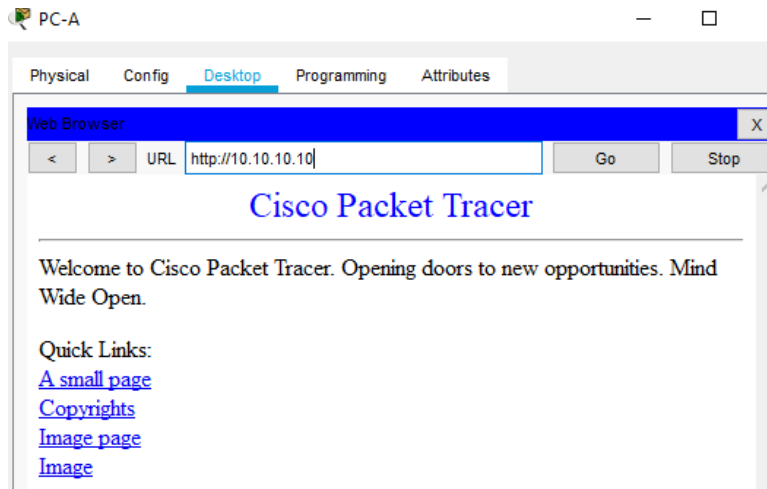 PC-A
Physical Config Desktop Programming Attributes
Web Browser X
< > URL http://10.10.10.10 Go Stop
Cisco Packet Tracer
Welcome to Cisco Packet Tracer. Opening doors to new opportunities. Mind
Wide Open.
Quick Links:
A small page
Copyrights
Image page
Image